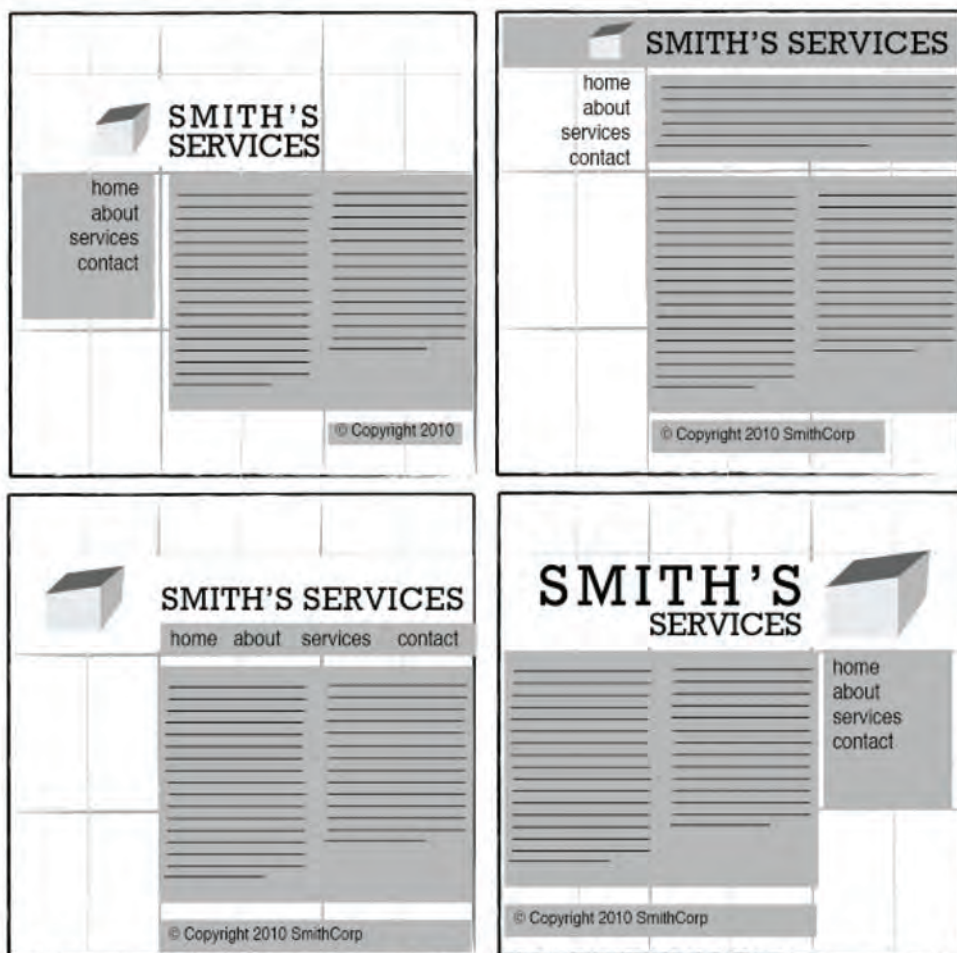 SMITH'S
SERVICES
home
about
services
contact
© Copyright 2010
SMITH'S SERVICES
home
about
services
contact
© Copyright 2010 SmithCorp
SMITH'S SERVICES
home about services contact
© Copyright 2010 SmithCorp
SMITH'S
SERVICES
home
about
services
contact
© Copyright 2010 SmithCorp